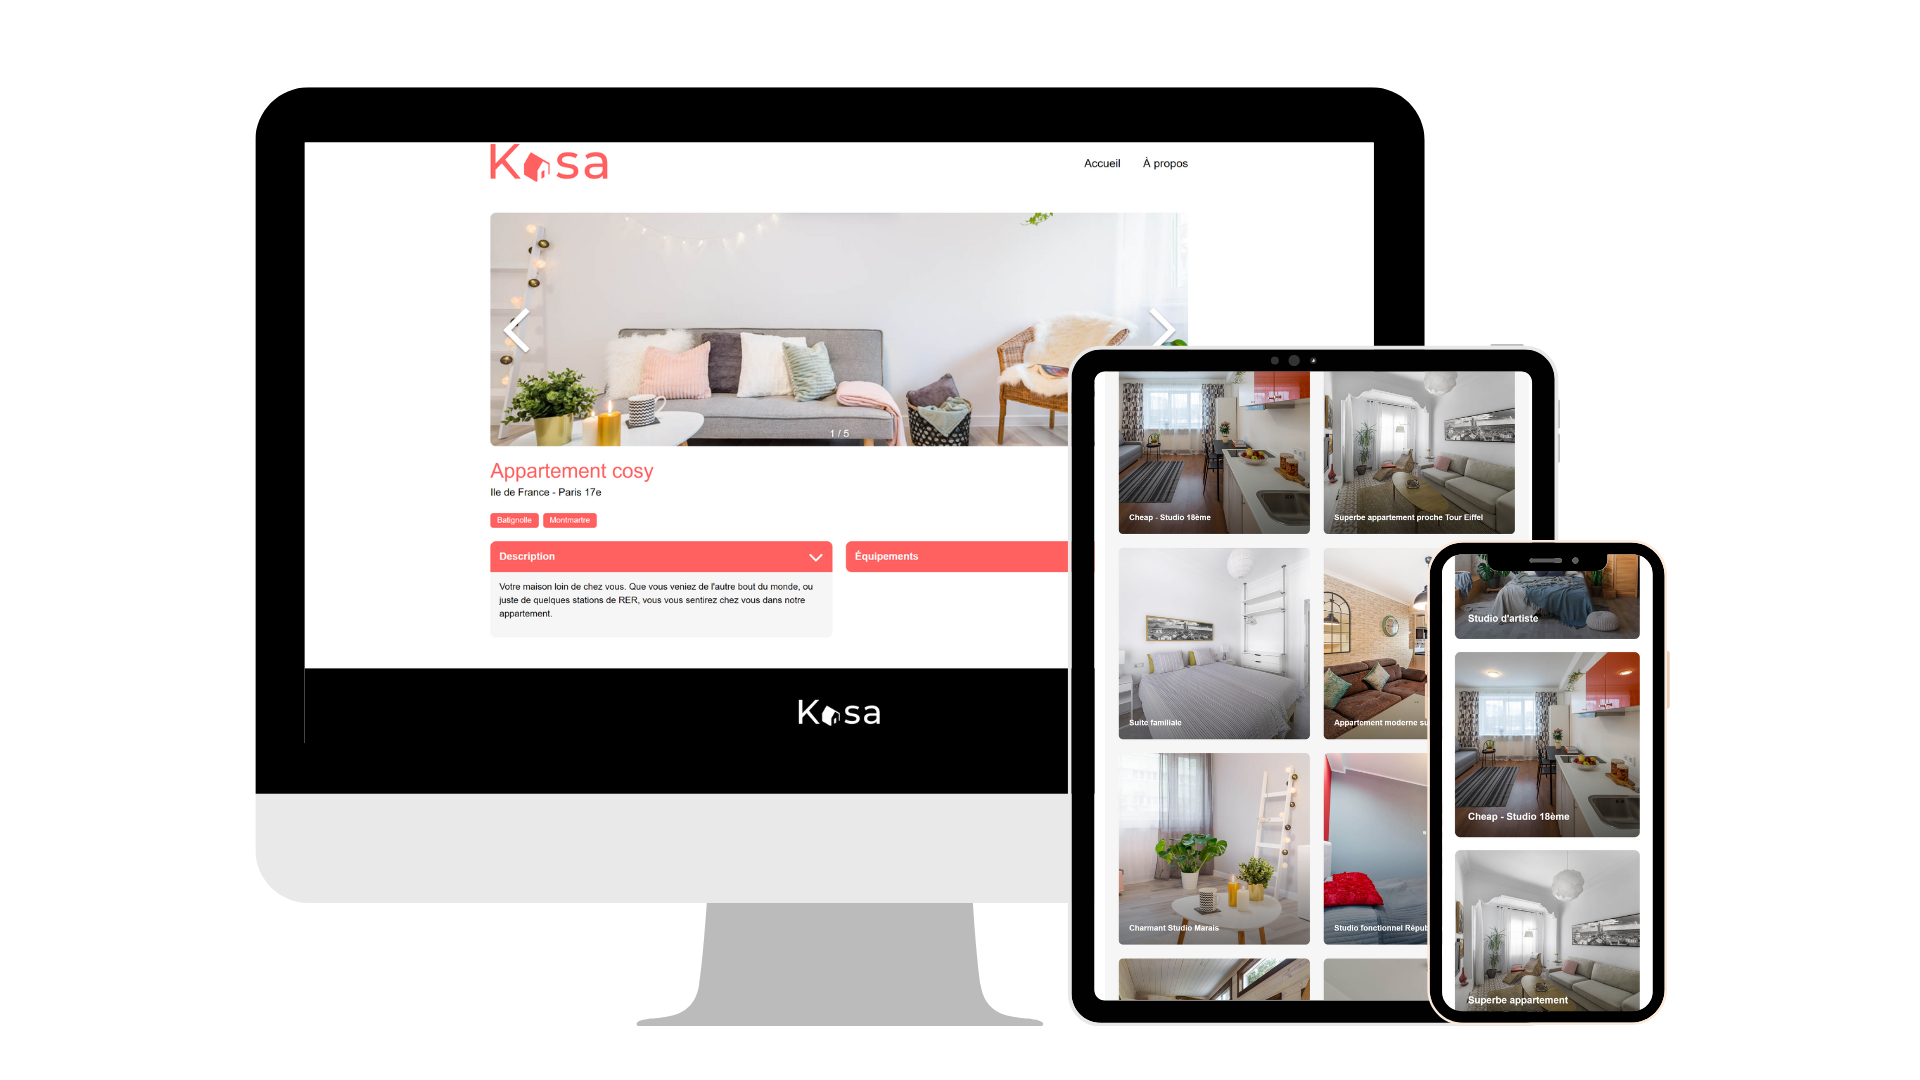 Kasa
Accueil À propos
1 / 5
Appartement cosy
Ile de France - Paris 17e
Batignolle Montmartre
Description
Équipements
Votre maison loin de chez vous. Que vous veniez de l'autre bout du monde, ou
juste de quelques stations de RER, vous vous sentirez chez vous dans notre
appartement.
Kasa
Cheap - Studio 18ème
Superbe appartement proche Tour Eiffel
Suite familiale
Appartement moderne su
Charmant Studio Marais
Studio fonctionnel Répub
Studio d'artiste
Cheap - Studio 18ème
Superbe appartement